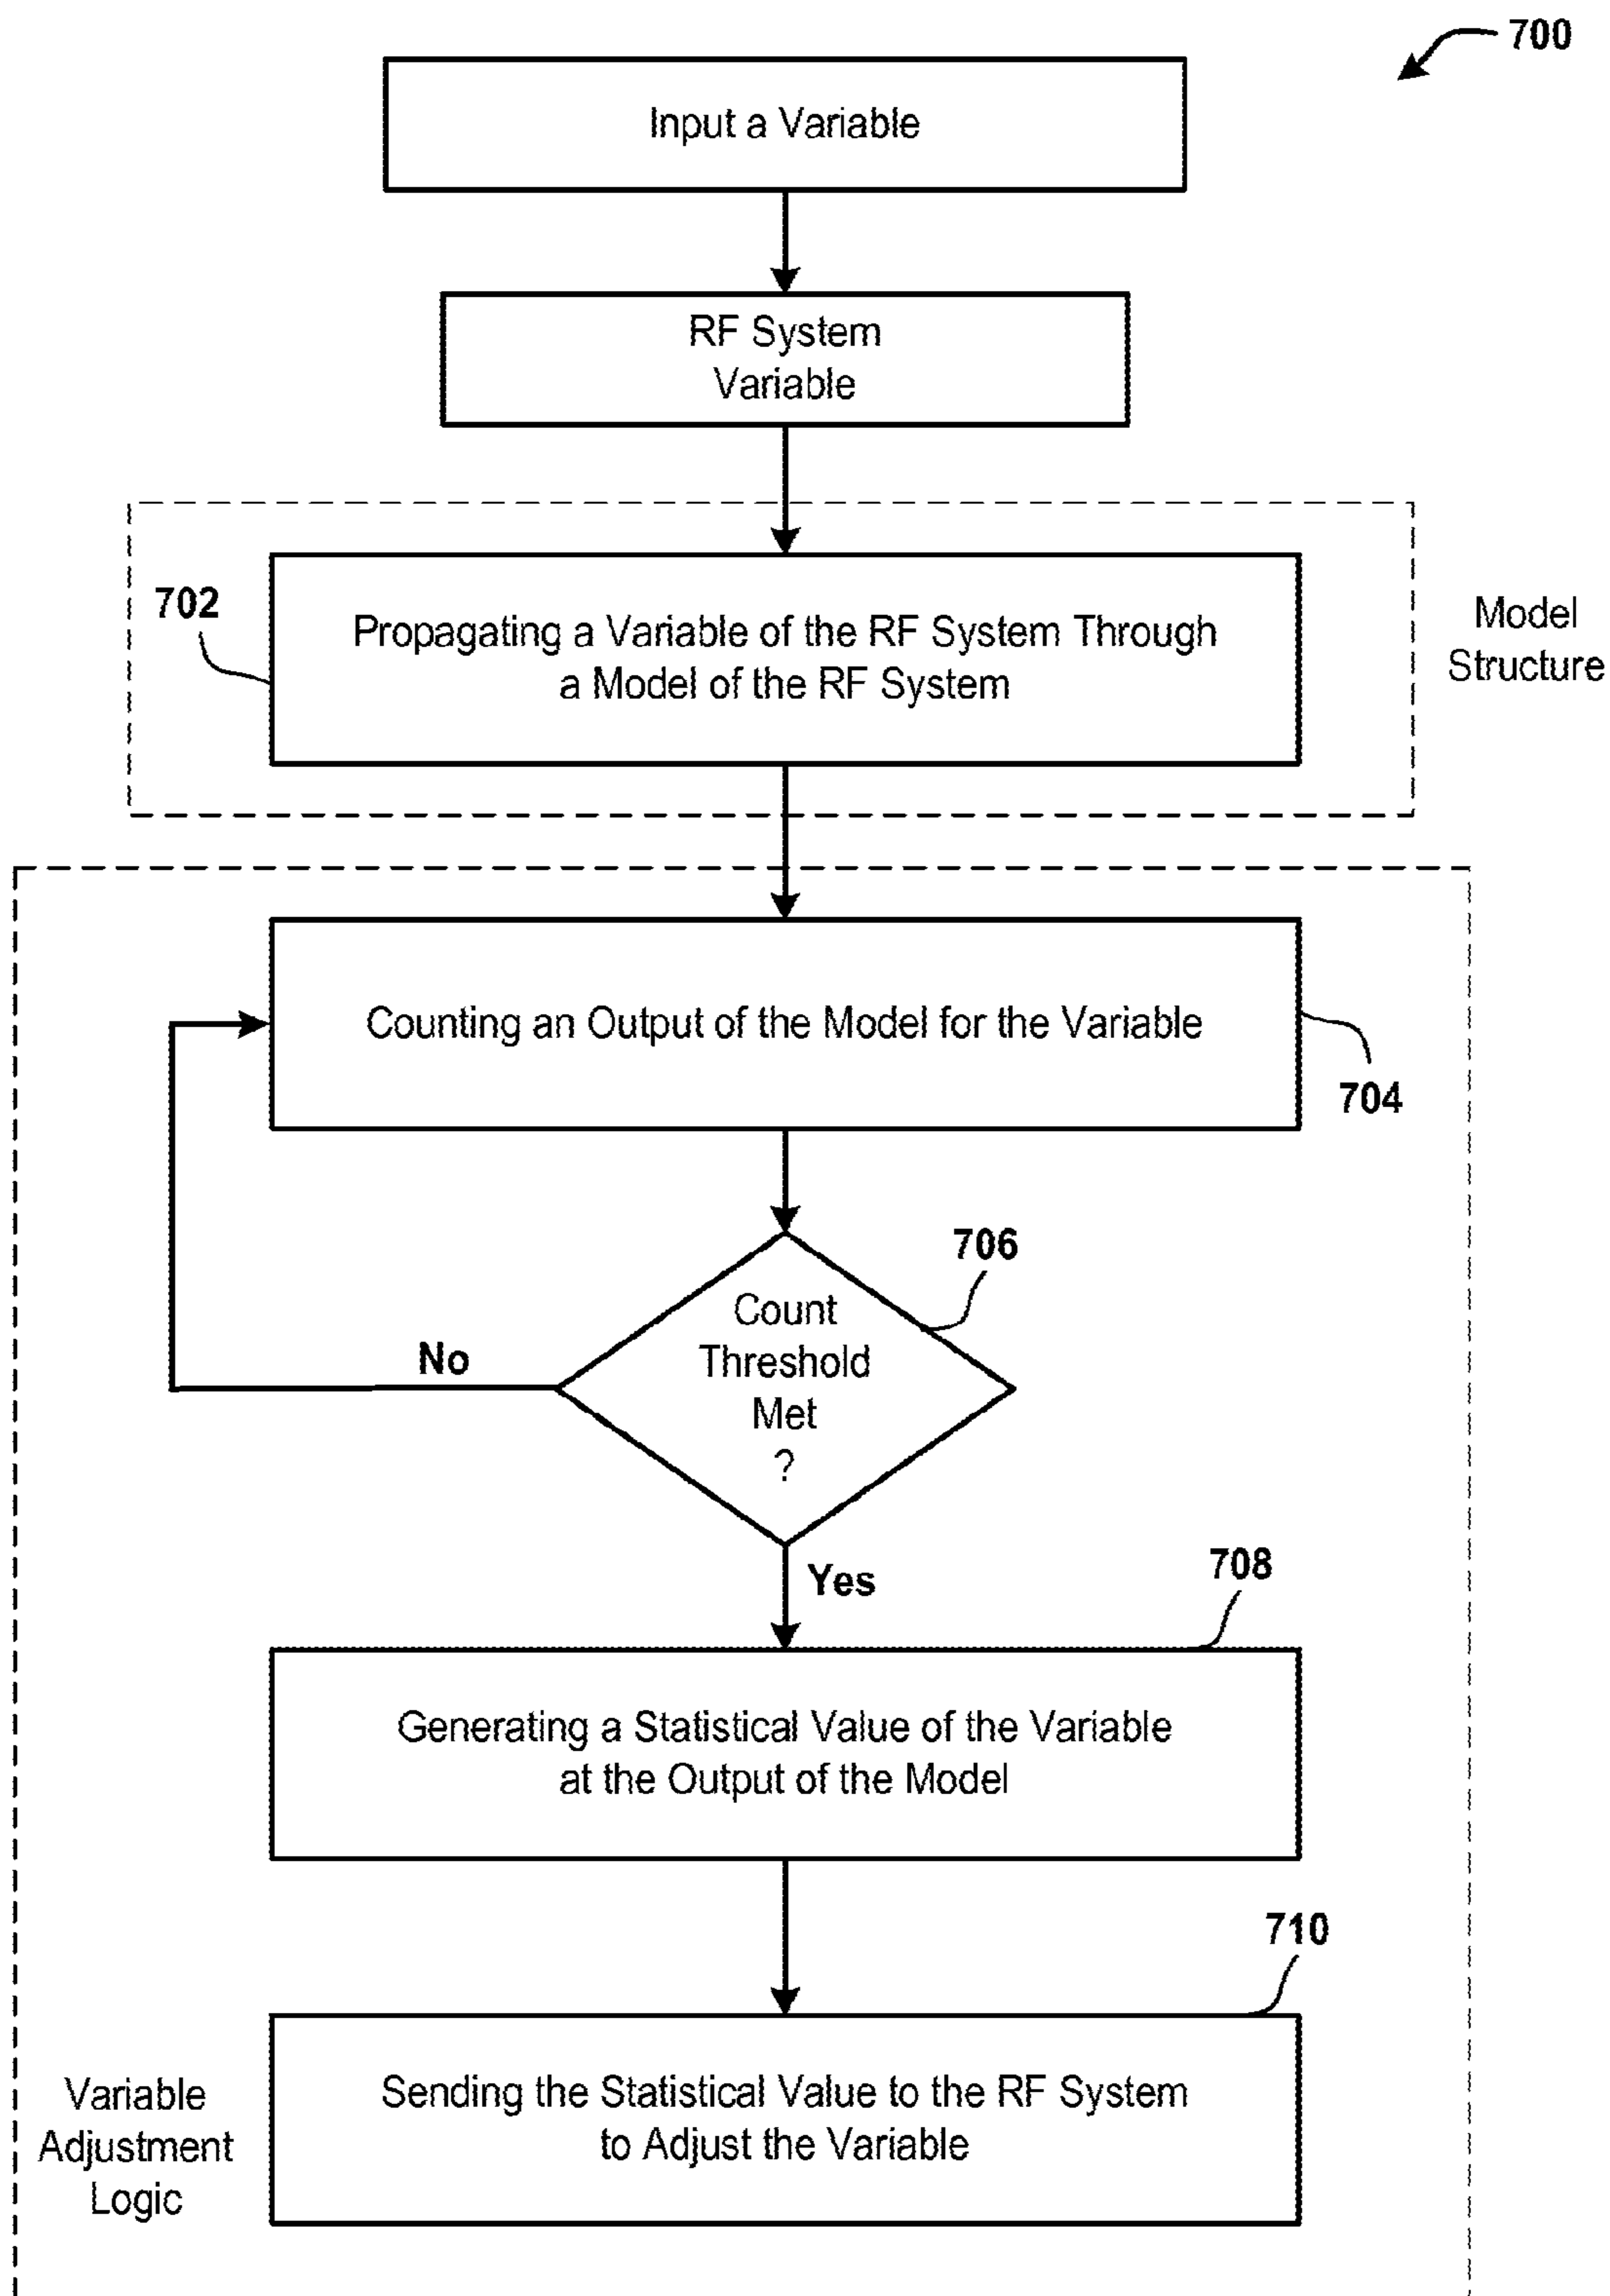 700
Input a Variable
RF System
Variable
702
Propagating a Variable of the RF System Through
a Model of the RF System
Model
Structure
Counting an Output of the Model for the Variable
704
706
Count
Threshold
Met
?
No
Yes
708
Generating a Statistical Value of the Variable
at the Output of the Model
710
Sending the Statistical Value to the RF System
to Adjust the Variable
Variable
Adjustment
Logic